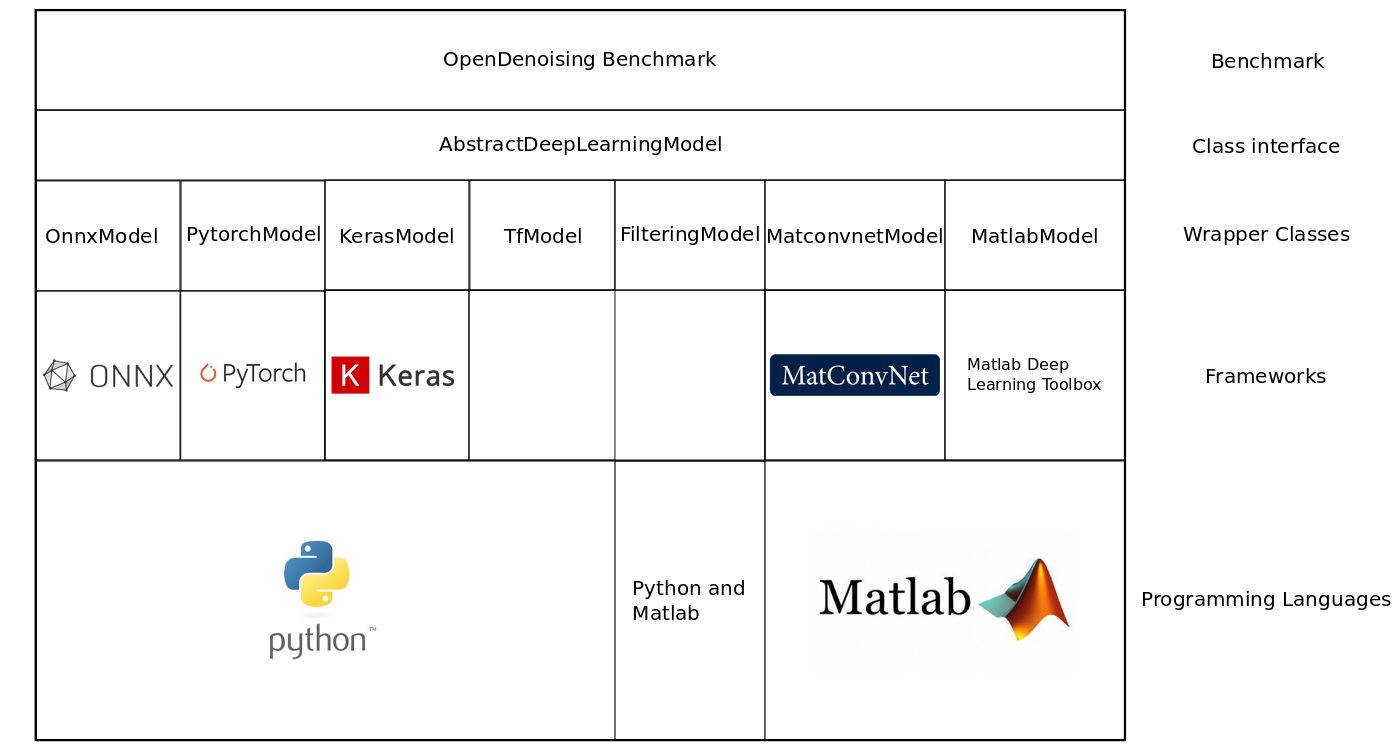 OpenDenoising Benchmark
Benchmark
AbstractDeepLearningModel
Class interface
OnnxModel
PytorchModel
KerasModel
TfModel
FilteringModel
MatconvnetModel
MatlabModel
Wrapper Classes
ONNX
PyTorch
K Keras
MatConvNet
Matlab Deep
Learning Toolbox
Frameworks
python™
Python and
Matlab
Matlab
Programming Languages